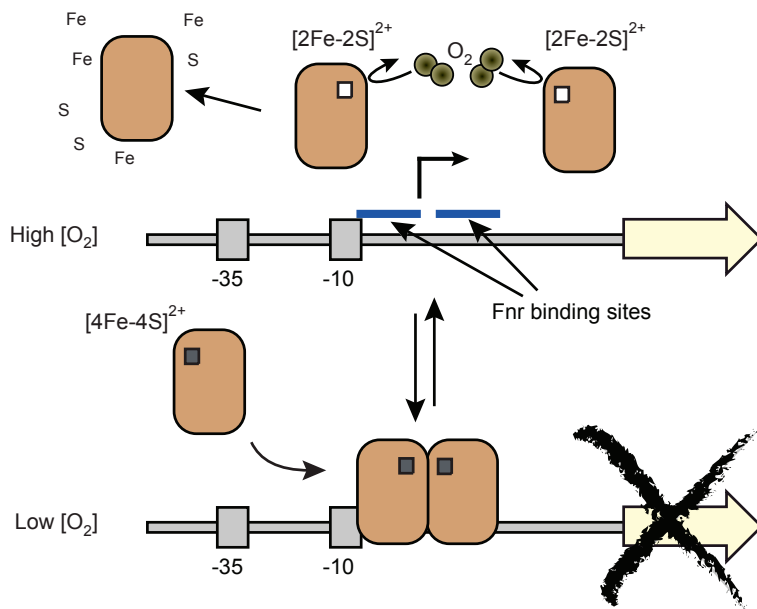 Fe
Fe
[2Fe-2S]2+
O2
[2Fe-2S]2+
Fe
S
S
S
Fe
High [O2]
-35
-10
Fnr binding sites
[4Fe-4S]2+
Low [O2]
-35
-10